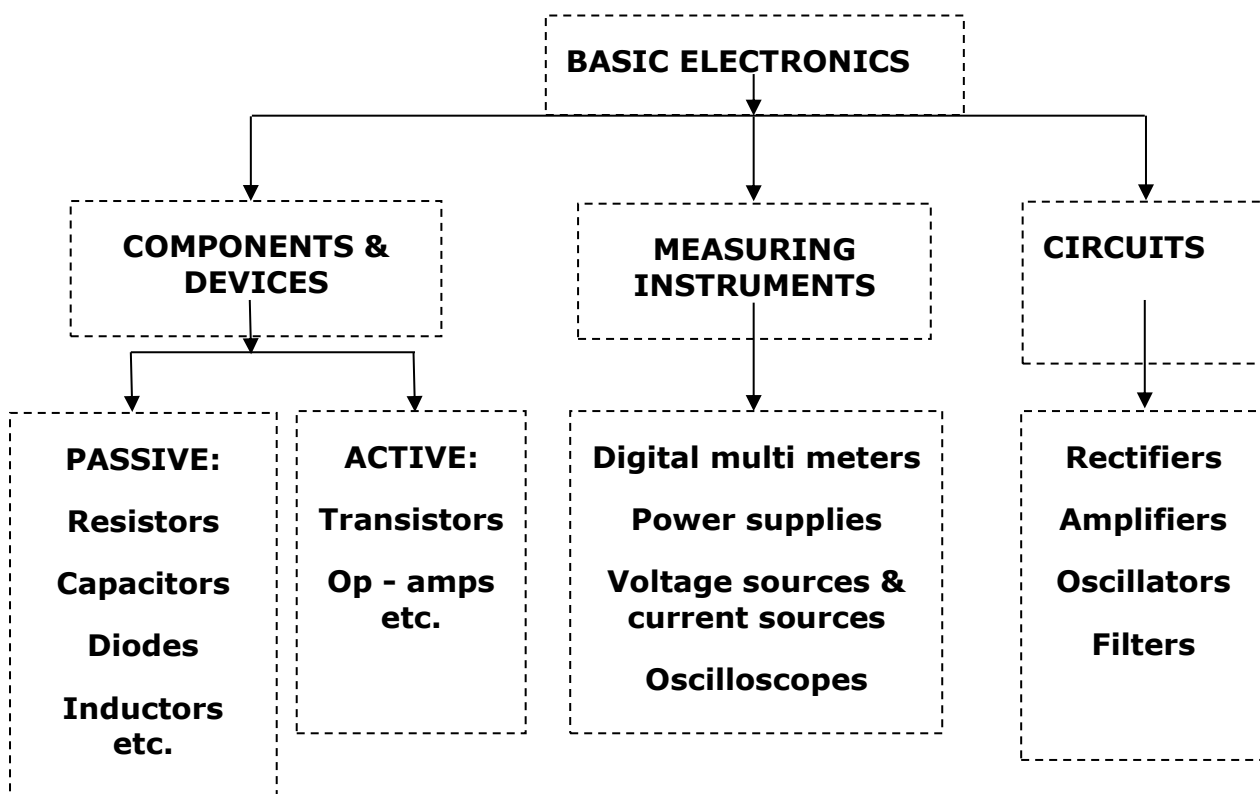 BASIC ELECTRONICS
COMPONENTS &
DEVICES
MEASURING
INSTRUMENTS
CIRCUITS
PASSIVE:
Resistors
Capacitors
Diodes
Inductors
etc.
ACTIVE:
Transistors
Op - amps
etc.
Digital multi meters
Power supplies
Voltage sources &
current sources
Oscilloscopes
Rectifiers
Amplifiers
Oscillators
Filters